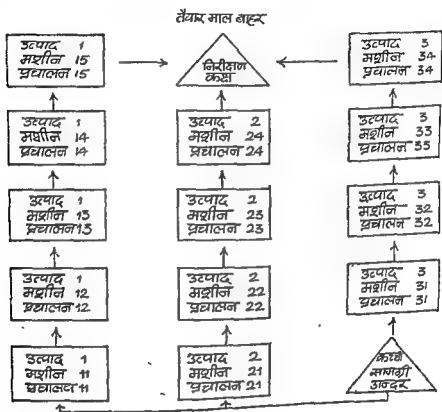 तैयार माल बाहर
उत्पाद 1
मशीन 15
प्रचालन 15
निरीक्षण
कक्ष
उत्पाद 3
मशीन 34
प्रचालन 34
उत्पाद 1
मशीन 14
प्रचालन 14
उत्पाद 2
मशीन 24
प्रचालन 24
उत्पाद 3
मशीन 33
प्रचालन 33
उत्पाद 1
मशीन 13
प्रचालन 13
उत्पाद 2
मशीन 23
प्रचालन 23
उत्पाद 3
मशीन 32
प्रचालन 32
उत्पाद 1
मशीन 12
प्रचालन 12
उत्पाद 2
मशीन 22
प्रचालन 22
उत्पाद 3
मशीन 31
प्रचालन 31
उत्पाद 1
मशीन 11
प्रचालन 11
उत्पाद 2
मशीन 21
प्रचालन 21
कच्ची
सामग्री
अन्दर